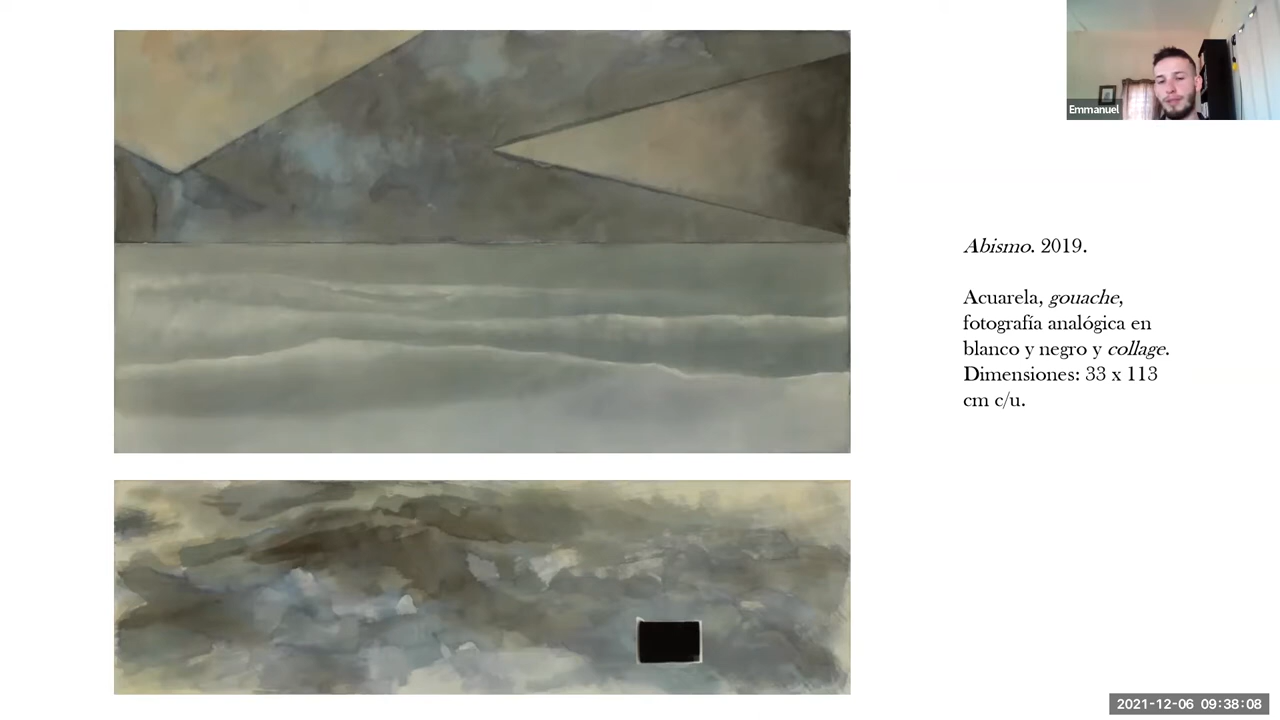 Emmanuel
Abismo. 2019.
Acuarela, gouache,
fotografía analógica en
blanco y negro y collage.
Dimensiones: 33 x 113
cm c/u.
2021-12-06 09:38:08